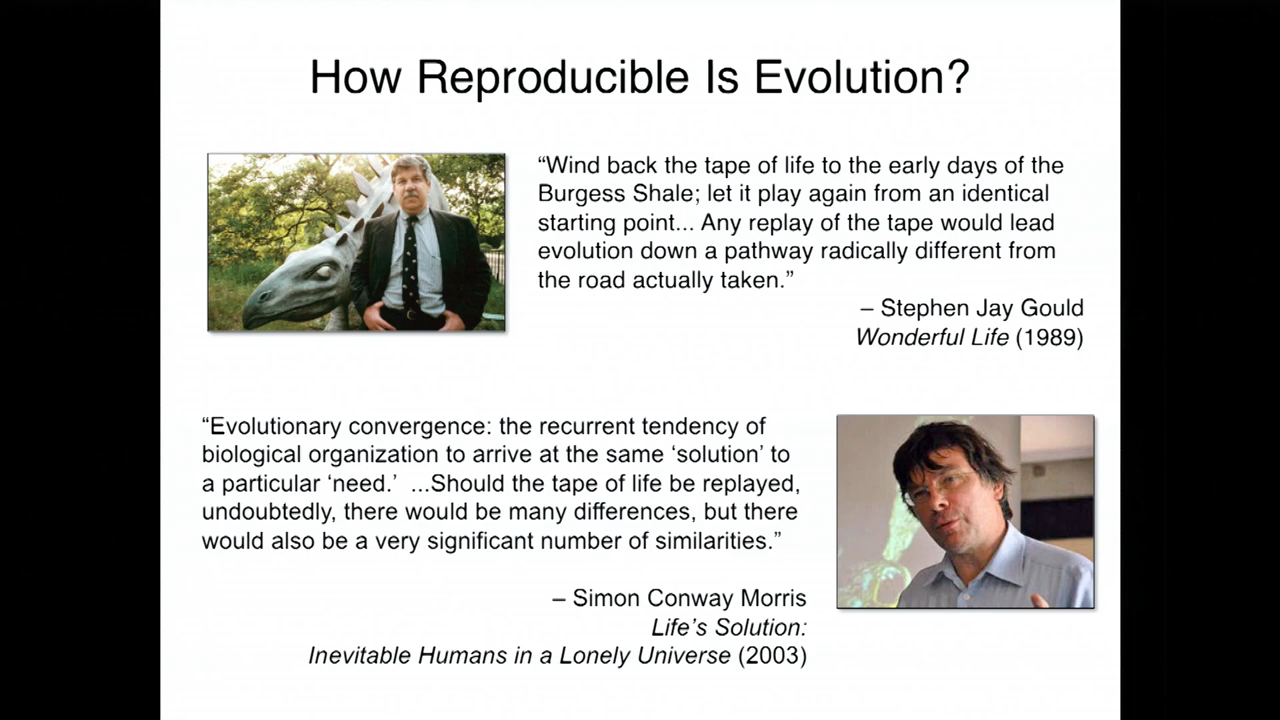 How Reproducible Is Evolution?
“Wind back the tape of life to the early days of the
Burgess Shale; let it play again from an identical
starting point... Any replay of the tape would lead
evolution down a pathway radically different from
the road actually taken.”
– Stephen Jay Gould
Wonderful Life (1989)
“Evolutionary convergence: the recurrent tendency of
biological organization to arrive at the same ‘solution’ to
a particular ‘need.’ ...Should the tape of life be replayed,
undoubtedly, there would be many differences, but there
would also be a very significant number of similarities.”
– Simon Conway Morris
Life’s Solution:
Inevitable Humans in a Lonely Universe (2003)